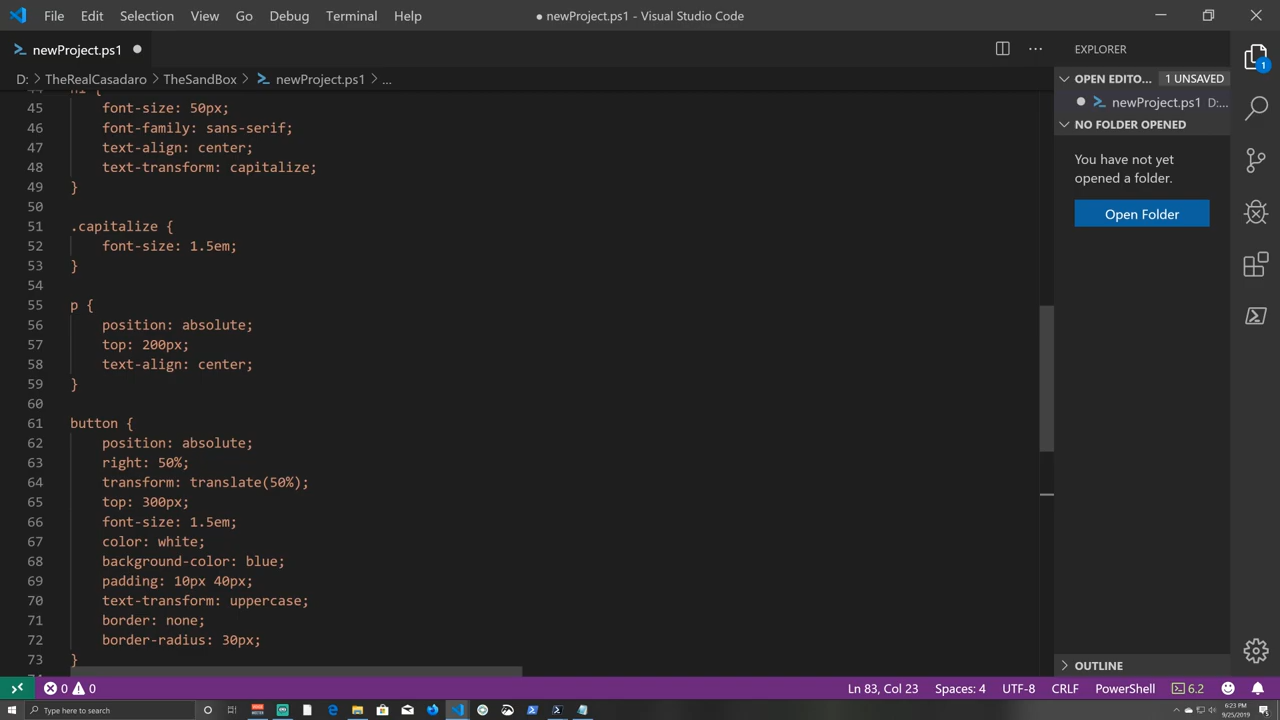 File Edit Selection View Go Debug Terminal Help
● newProject.ps1 - Visual Studio Code
newProject.ps1 ●
EXPLORER
D: > TheRealCasadaro > TheSandBox > newProject.ps1 > ...
OPEN EDITO... 1 UNSAVED
● newProject.ps1 D:...
NO FOLDER OPENED
You have not yet
opened a folder.
Open Folder
1
45 font-size: 50px;
46 font-family: sans-serif;
47 text-align: center;
48 text-transform: capitalize;
49 }
50
51 .capitalize {
52 font-size: 1.5em;
53 }
54
55 p {
56 position: absolute;
57 top: 200px;
58 text-align: center;
59 }
60
61 button {
62 position: absolute;
63 right: 50%;
64 transform: translate(50%);
65 top: 300px;
66 font-size: 1.5em;
67 color: white;
68 background-color: blue;
69 padding: 10px 40px;
70 text-transform: uppercase;
71 border: none;
72 border-radius: 30px;
73 }
OUTLINE
0 0 Ln 83, Col 23 Spaces: 4 UTF-8 CRLF PowerShell 6.2
Type here to search
6:23 PM
9/25/2019